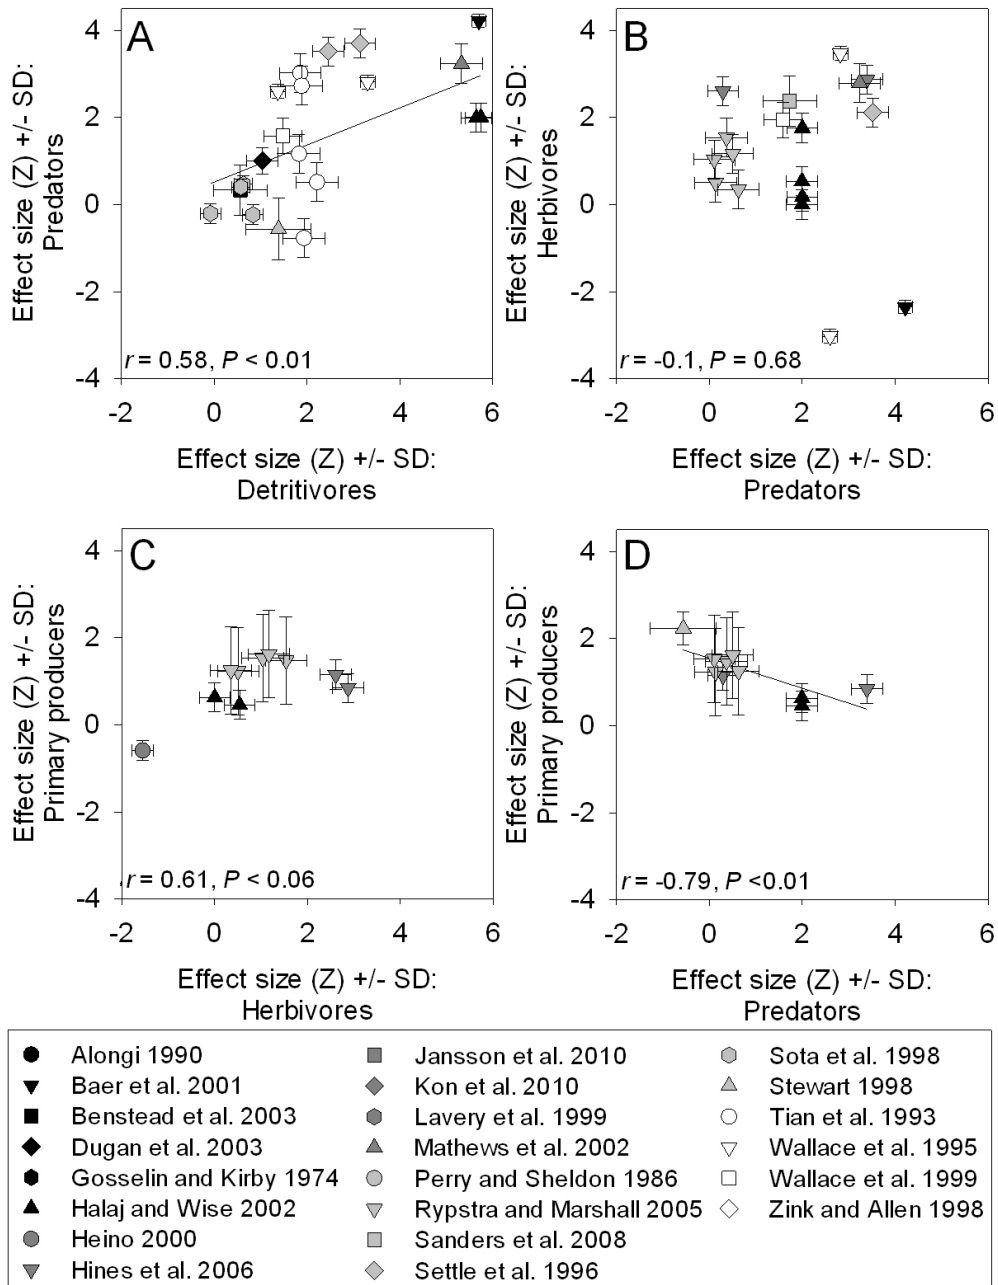 A
4
2
0
-2
-4
-2 0 2 4 6
Effect size (Z) +/- SD:
Predators
r = 0.58, P < 0.01
Effect size (Z) +/- SD:
Detritivores
B
4
2
0
-2
-4
-2 0 2 4 6
Effect size (Z) +/- SD:
Herbivores
r = -0.1, P = 0.68
Effect size (Z) +/- SD:
Predators
C
4
2
0
-2
-4
-2 0 2 4 6
Effect size (Z) +/- SD:
Primary producers
r = 0.61, P < 0.06
Effect size (Z) +/- SD:
Herbivores
D
4
2
0
-2
-4
-2 0 2 4 6
Effect size (Z) +/- SD:
Primary producers
r = -0.79, P <0.01
Effect size (Z) +/- SD:
Predators
Alongi 1990
Baer et al. 2001
Benstead et al. 2003
Dugan et al. 2003
Gosselin and Kirby 1974
Halaj and Wise 2002
Heino 2000
Hines et al. 2006
Jansson et al. 2010
Kon et al. 2010
Lavery et al. 1999
Mathews et al. 2002
Perry and Sheldon 1986
Rypstra and Marshall 2005
Sanders et al. 2008
Settle et al. 1996
Sota et al. 1998
Stewart 1998
Tian et al. 1993
Wallace et al. 1995
Wallace et al. 1999
Zink and Allen 1998